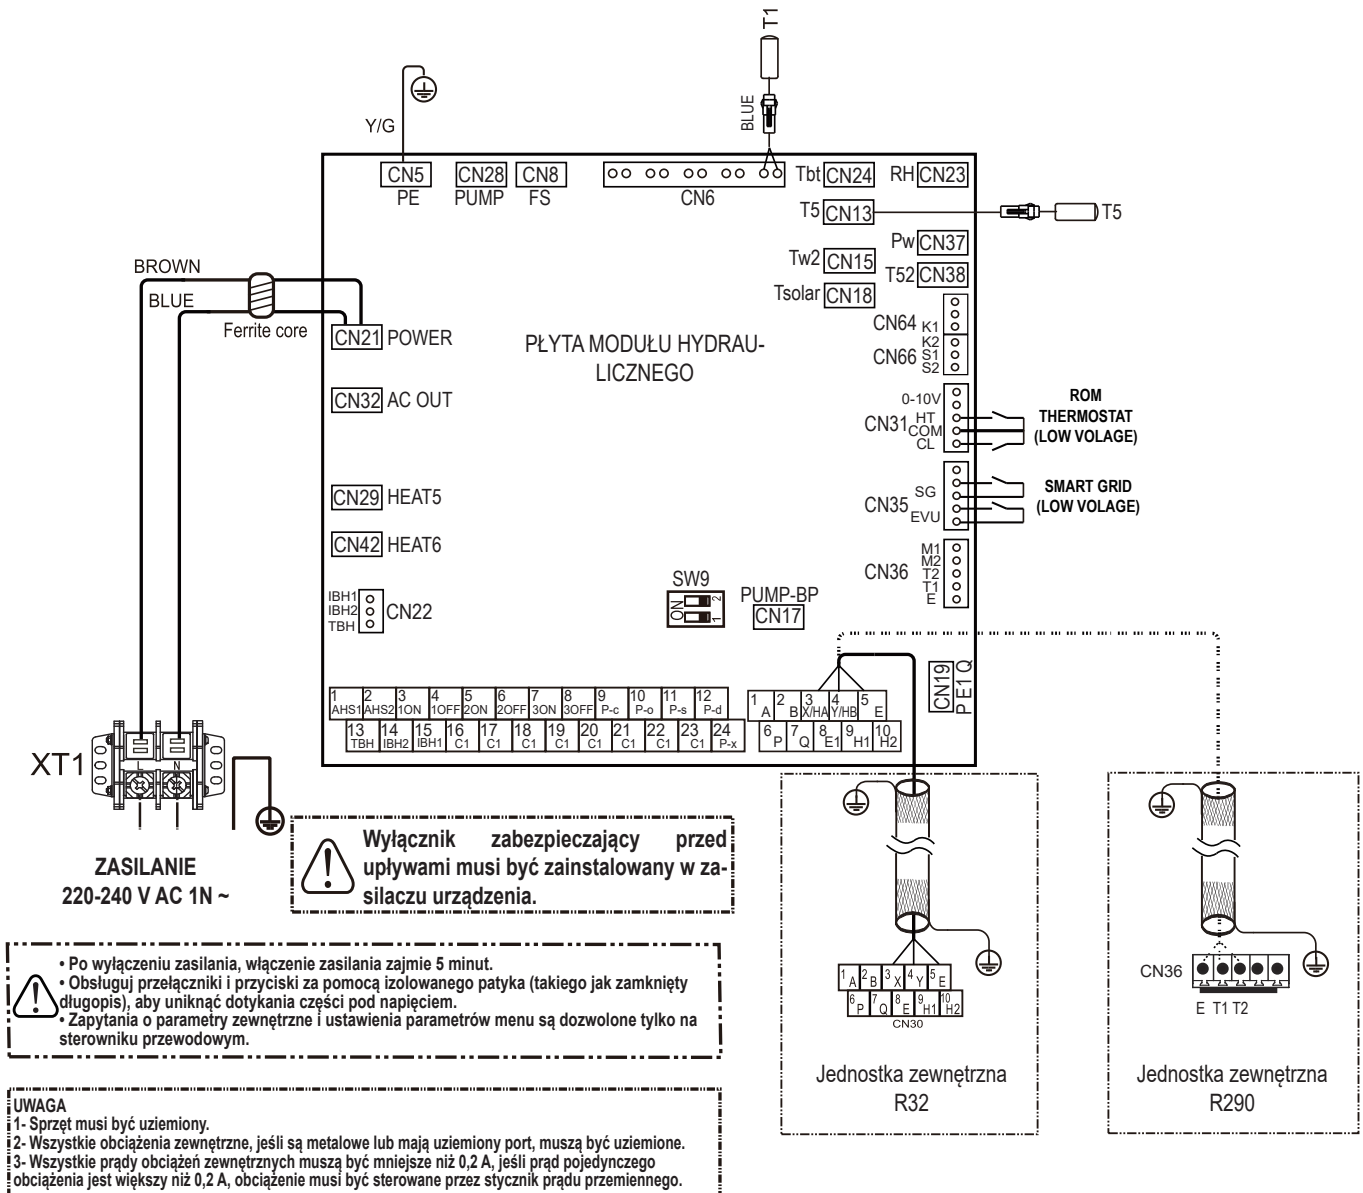 T1
BLUE
Y/G
CN5
PE
CN28
PUMP
CN8
FS
CN6
Tbt CN24
RH CN23
T5 CN13
T5
Pw CN37
Tw2 CN15
T52 CN38
Tsolar CN18
BROWN
BLUE
Ferrite core
CN21 POWER
CN32 AC OUT
CN29 HEAT5
CN42 HEAT6
IBH1
IBH2
TBH
CN22
PŁYTA MODUŁU HYDRAU-
LICZNEGO
CN64
K1
CN66
K2
S1
S2
CN31
0-10V
HT
COM
CL
ROM
THERMOSTAT
(LOW VOLAGE)
CN35
SG
EVU
SMART GRID
(LOW VOLAGE)
CN36
M1
M2
T2
T1
E
SW9
ON
1 2
PUMP-BP
CN17
CN19
P E1 Q
1 AHS1
2 AHS2
3 1ON
4 1OFF
5 2ON
6 2OFF
7 3ON
8 3OFF
9 P-c
10 P-o
11 P-s
12 P-d
13 TBH
14 IBH2
15 IBH1
16 C1
17 C1
18 C1
19 C1
20 C1
21 C1
22 C1
23 C1
24 P-x
1 A
2 B
3 X/HA
4 Y/HB
5 E
6 P
7 Q
8 E1
9 H1
10 H2
XT1
L N
ZASILANIE
220-240 V AC 1N ~
Wyłącznik zabezpieczający przed
upływami musi być zainstalowany w za-
silaczu urządzenia.
• Po wyłączeniu zasilania, włączenie zasilania zajmie 5 minut.
• Obsługuj przełączniki i przyciski za pomocą izolowanego patyka (takiego jak zamknięty
długopis), aby uniknąć dotykania części pod napięciem.
• Zapytania o parametry zewnętrzne i ustawienia parametrów menu są dozwolone tylko na
sterowniku przewodowym.
UWAGA
1- Sprzęt musi być uziemiony.
2- Wszystkie obciążenia zewnętrzne, jeśli są metalowe lub mają uziemiony port, muszą być uziemione.
3- Wszystkie prądy obciążeń zewnętrznych muszą być mniejsze niż 0,2 A, jeśli prąd pojedynczego
obciążenia jest większy niż 0,2 A, obciążenie musi być sterowane przez stycznik prądu przemiennego.
1 A
2 B
3 X
4 Y
5 E
6 P
7 Q
8 E
9 H1
10 H2
CN30
Jednostka zewnętrzna
R32
CN36
E T1 T2
Jednostka zewnętrzna
R290